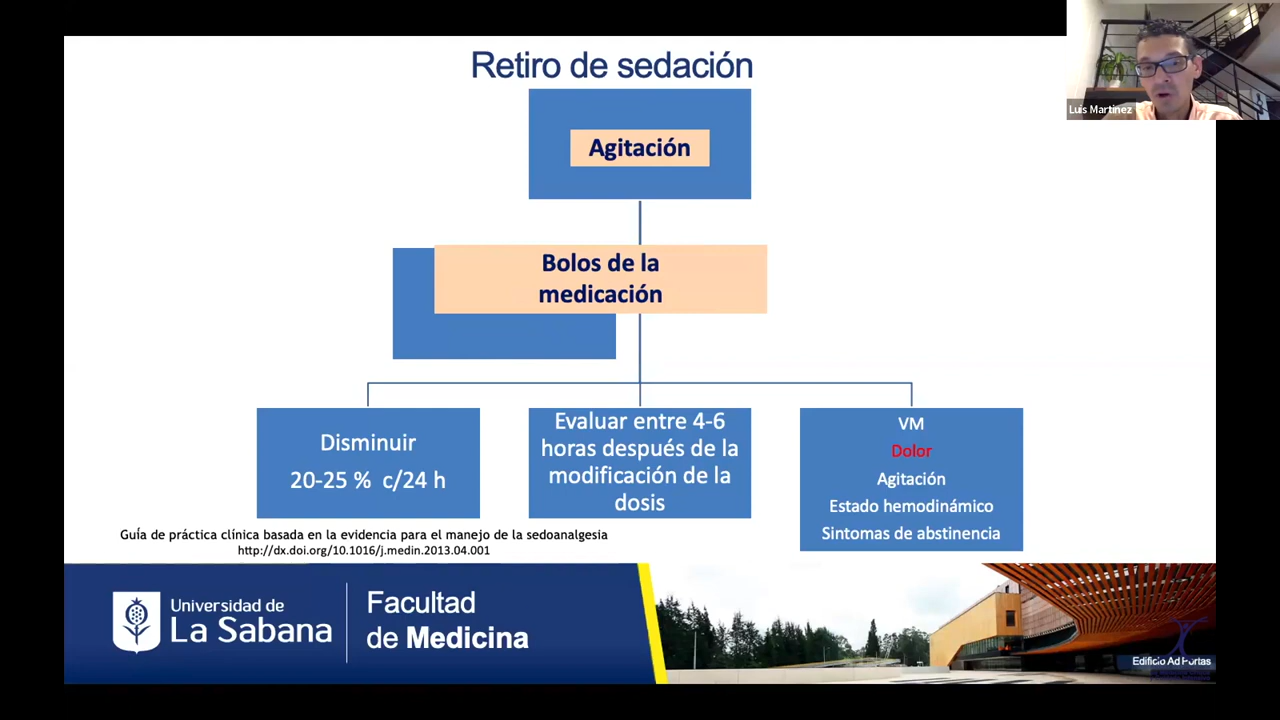 Retiro de sedación
Luis Martinez
Agitación
Bolos de la
medicación
Disminuir
20-25 % c/24 h
Evaluar entre 4-6
horas después de la
modificación de la
dosis
VM
Dolor
Agitación
Estado hemodinámico
Sintomas de abstinencia
Guía de práctica clínica basada en la evidencia para el manejo de la sedoanalgesia
http://dx.doi.org/10.1016/j.medin.2013.04.001
Universidad de
La Sabana
Facultad
de Medicina
Edificio Ad Portas